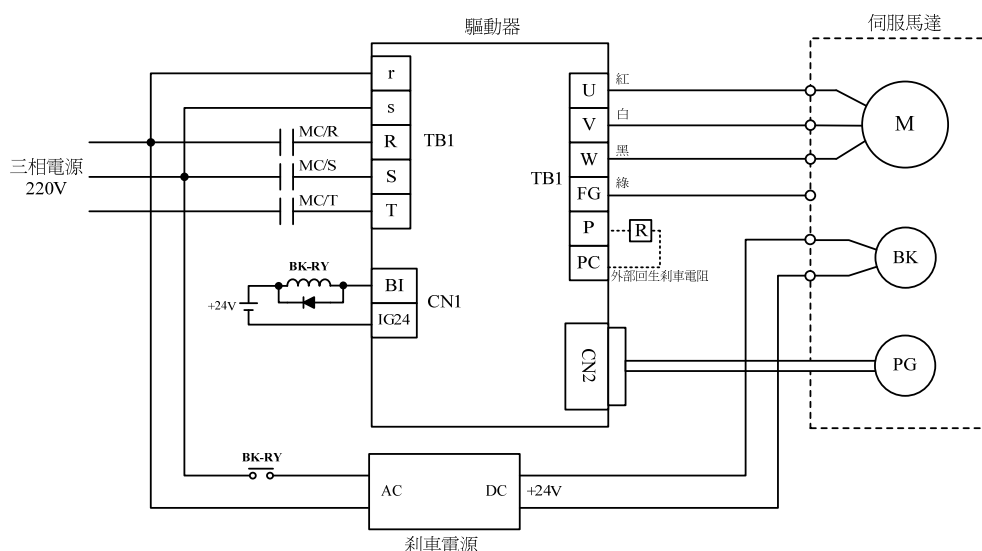 驅動器
伺服馬達
r
s
R
S
T
TB1
MC/R
MC/S
MC/T
三相電源
220V
U
V
W
FG
P
PC
TB1
紅
白
黑
綠
R
外部回生剎車電阻
M
BK
PG
BK-RY
+24V
BI
IG24
CN1
CN2
BK-RY
AC
DC
+24V
剎車電源